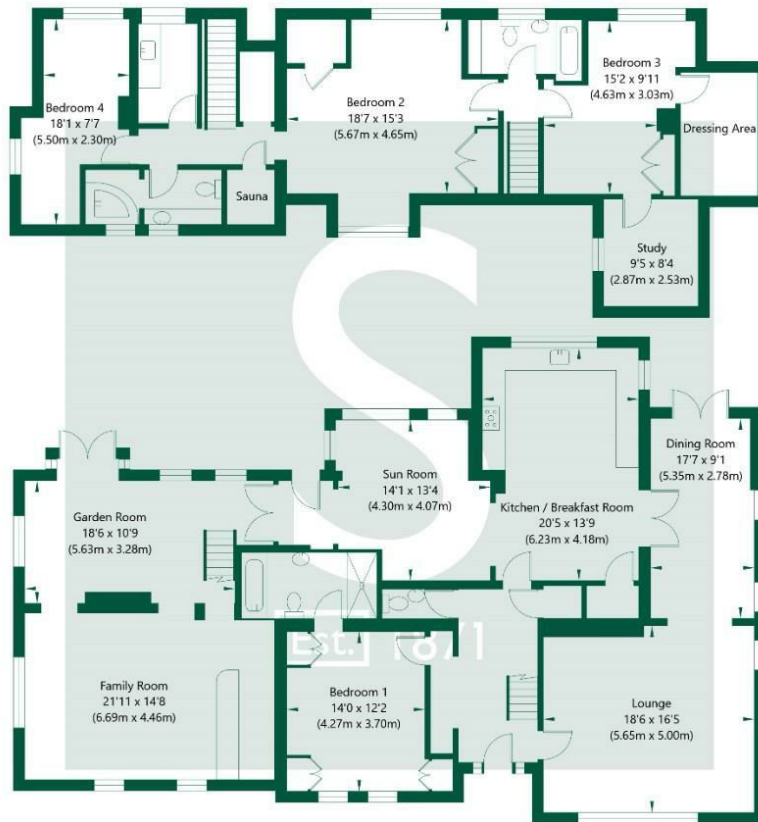 Bedroom 4
18'1 x 7'7
(5.50m x 2.30m)
Sauna
Bedroom 2
18'7 x 15'3
(5.67m x 4.65m)
Bedroom 3
15'2 x 9'11
(4.63m x 3.03m)
Dressing Area
Study
9'5 x 8'4
(2.87m x 2.53m)
S
Garden Room
18'6 x 10'9
(5.63m x 3.28m)
Sun Room
14'1 x 13'4
(4.30m x 4.07m)
Kitchen / Breakfast Room
20'5 x 13'9
(6.23m x 4.18m)
Dining Room
17'7 x 9'1
(5.35m x 2.78m)
Est. 1871
Family Room
21'11 x 14'8
(6.69m x 4.46m)
Bedroom 1
14'0 x 12'2
(4.27m x 3.70m)
Lounge
18'6 x 16'5
(5.65m x 5.00m)